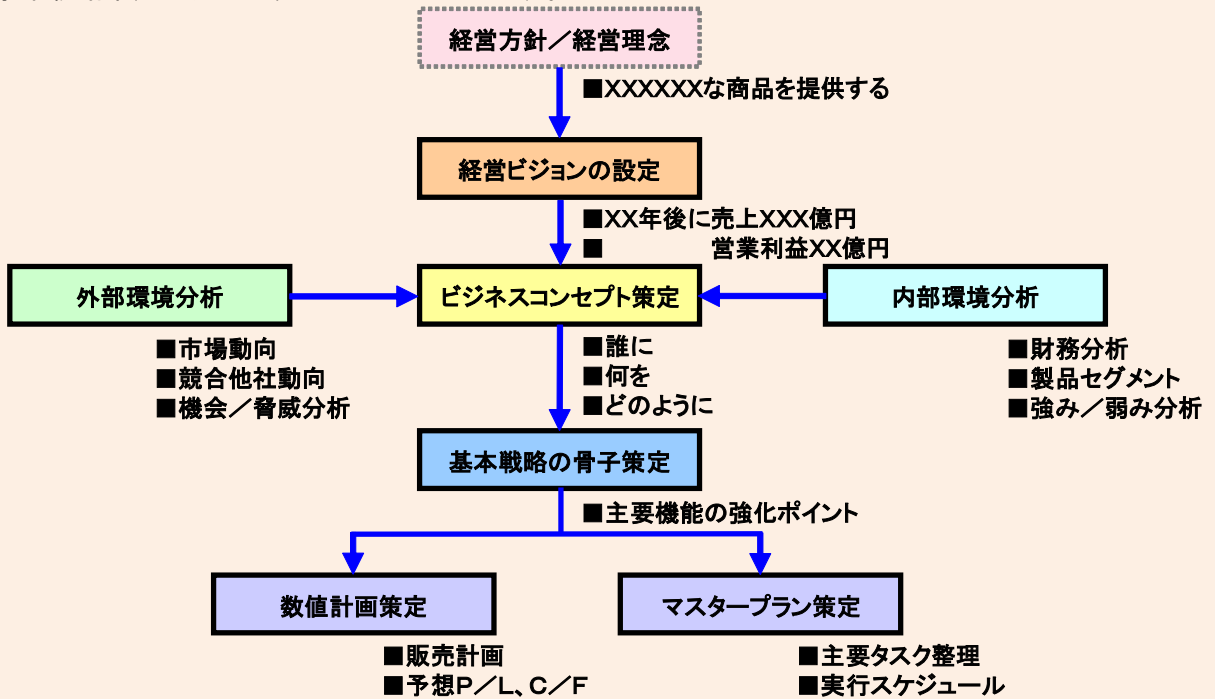 経営方針／経営理念
■XXXXXXな商品を提供する
経営ビジョンの設定
■XX年後に売上XXX億円
■ 営業利益XX億円
外部環境分析
ビジネスコンセプト策定
内部環境分析
■市場動向
■競合他社動向
■機会／脅威分析
■誰に
■何を
■どのように
■財務分析
■製品セグメント
■強み／弱み分析
基本戦略の骨子策定
■主要機能の強化ポイント
数値計画策定
マスタープラン策定
■販売計画
■予想P／L、C／F
■主要タスク整理
■実行スケジュール